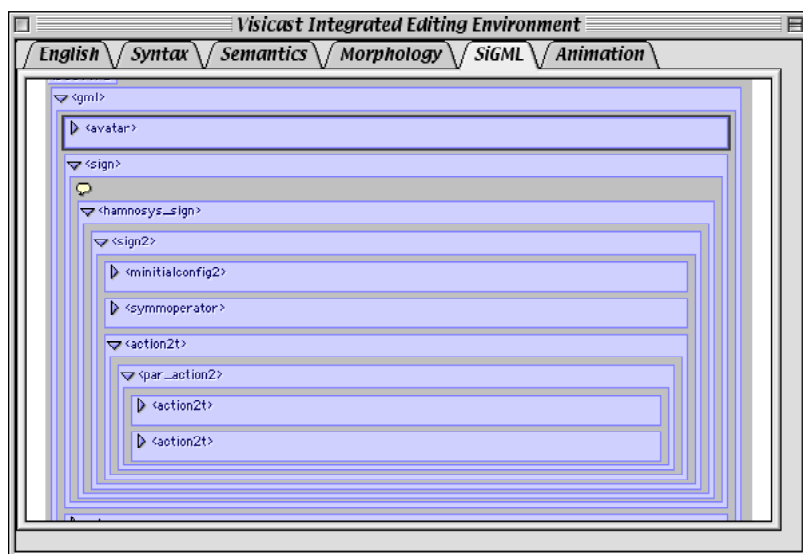 Visicast Integrated Editing Environment
English Syntax Semantics Morphology SiGML Animation
<gml>
<avatar>
<sign>
<hamnosys_sign>
<sign2>
<minitialconfig2>
<symmoperator>
<action2t>
<par_action2>
<action2t>
<action2t>